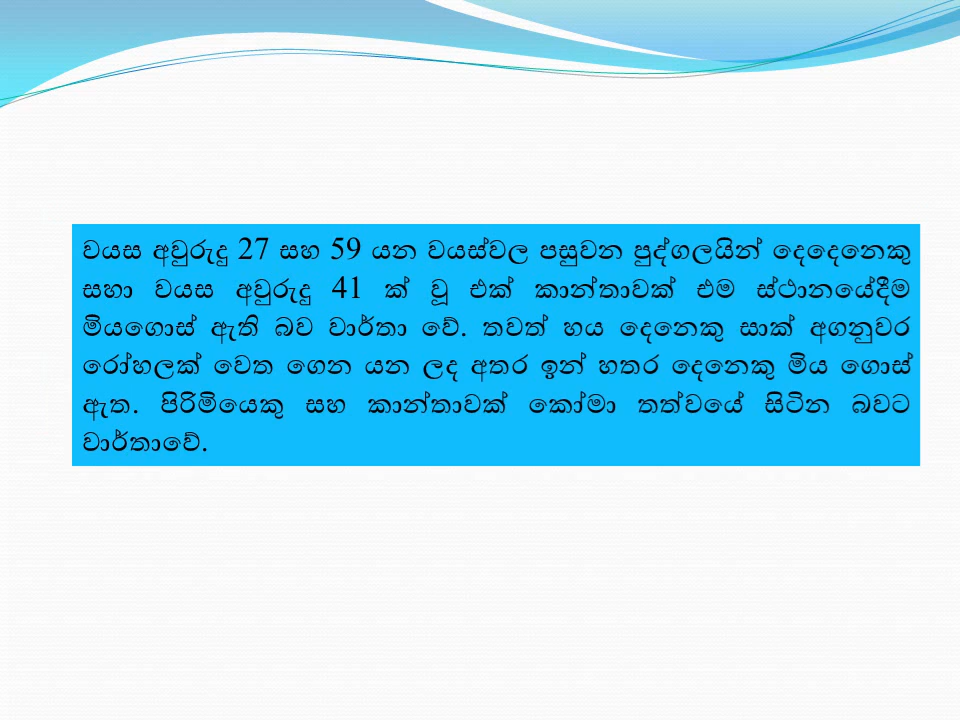 වයස අවුරුදු 27 සහ 59 යන වයස්වල පසුවන පුද්ගලයින් දෙදෙනෙකු
සහා වයස අවුරුදු 41 ක් වූ එක් කාන්තාවක් එම ස්ථානයේදීම
මියගොස් ඇති බව වාර්තා වේ. තවත් හය දෙනෙකු සාක් අගනුවර
රෝහලක් වෙත ගෙන යන ලද අතර ඉන් හතර දෙනෙකු මිය ගොස්
ඇත. පිරිමියෙකු සහ කාන්තාවක් කෝමා තත්වයේ සිටින බවට
වාර්තාවේ.